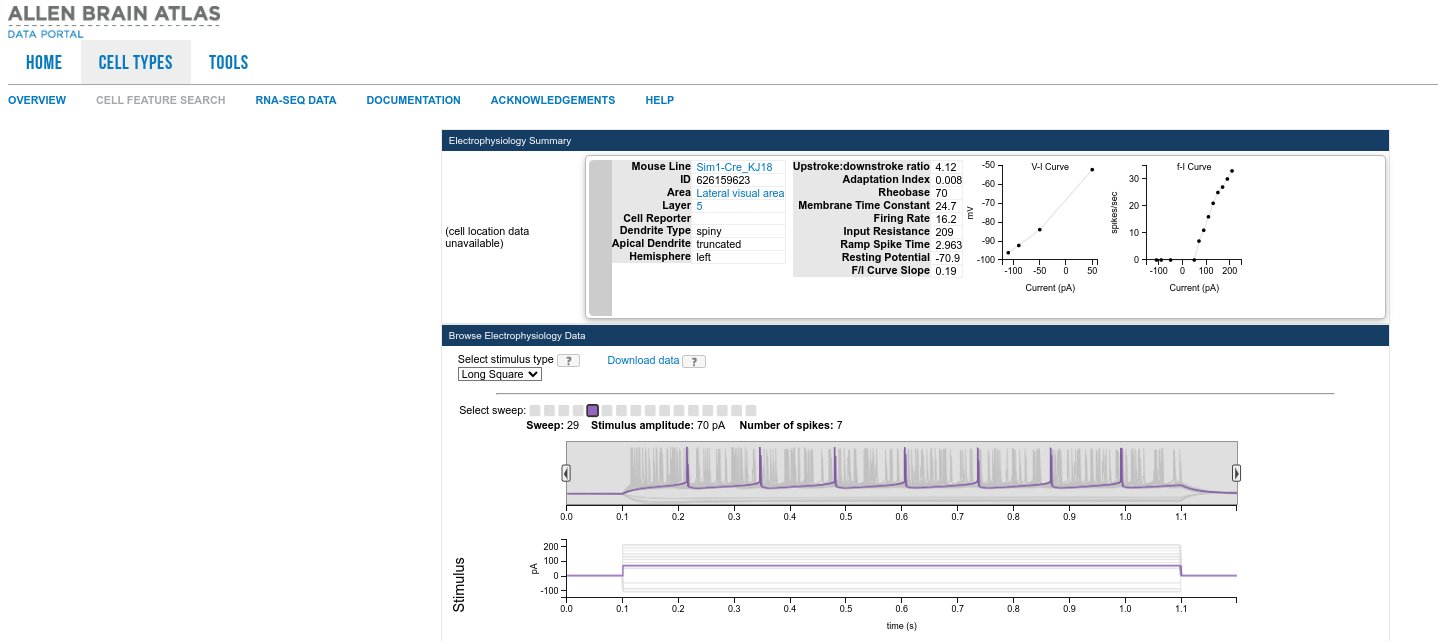 ALLEN BRAIN ATLAS
DATA PORTAL
HOME CELL TYPES TOOLS
OVERVIEW CELL FEATURE SEARCH RNA-SEQ DATA DOCUMENTATION ACKNOWLEDGEMENTS HELP
Electrophysiology Summary
(cell location data
unavailable)
Mouse Line Sim1-Cre_KJ18
ID 626159623
Area Lateral visual area
Layer 5
Cell Reporter
Dendrite Type spiny
Apical Dendrite truncated
Hemisphere left
Upstroke:downstroke ratio 4.12
Adaptation Index 0.008
Rheobase 70
Membrane Time Constant 24.7
Firing Rate 16.2
Input Resistance 209
Ramp Spike Time 2.963
Resting Potential -70.9
F/I Curve Slope 0.19
V-I Curve
mV
-50
-60
-70
-80
-90
-100
-100 -50 0 50
Current (pA)
f-I Curve
spikes/sec
30
20
10
0
-100 0 100 200
Current (pA)
Browse Electrophysiology Data
Select stimulus type ? Download data ?
Long Square
Select sweep:
Sweep: 29 Stimulus amplitude: 70 pA Number of spikes: 7
0.0 0.1 0.2 0.3 0.4 0.5 0.6 0.7 0.8 0.9 1.0 1.1
Stimulus
pA
200
100
0
-100
0.0 0.1 0.2 0.3 0.4 0.5 0.6 0.7 0.8 0.9 1.0 1.1
time (s)